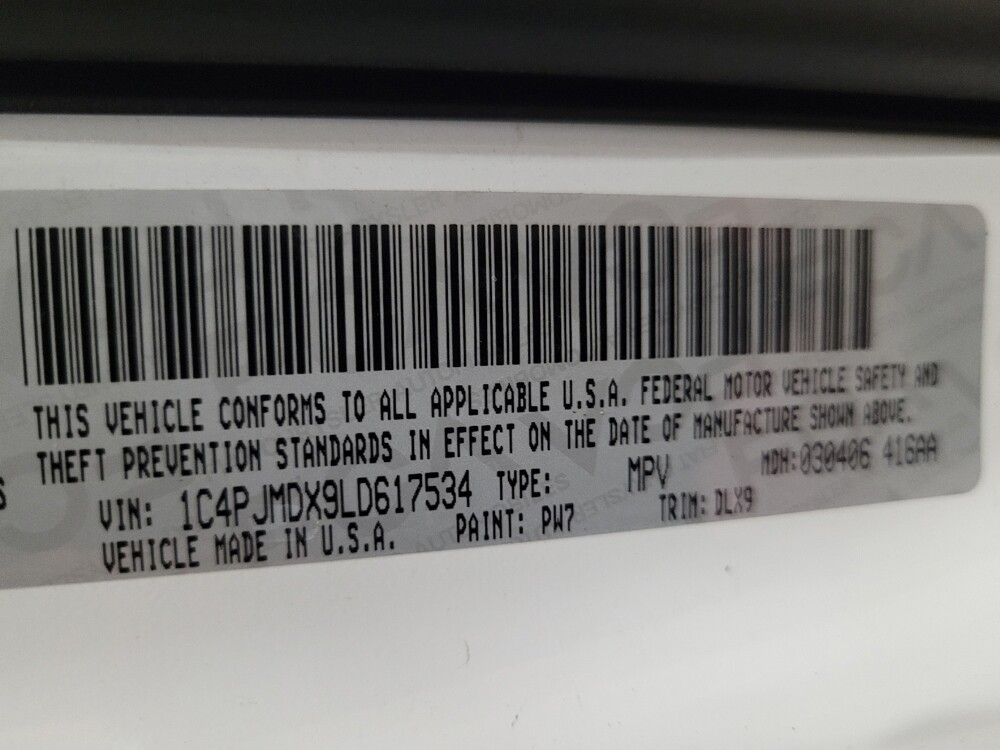 THIS VEHICLE CONFORMS TO ALL APPLICABLE U.S.A. FEDERAL MOTOR VEHICLE SAFETY AND
THEFT PREVENTION STANDARDS IN EFFECT ON THE DATE OF MANUFACTURE SHOWN ABOVE.
VIN: 1C4PJMDX9LD617534 TYPE: MPV MDH:030406 416AA
VEHICLE MADE IN U.S.A. PAINT: PW7 TRIM: DLX9